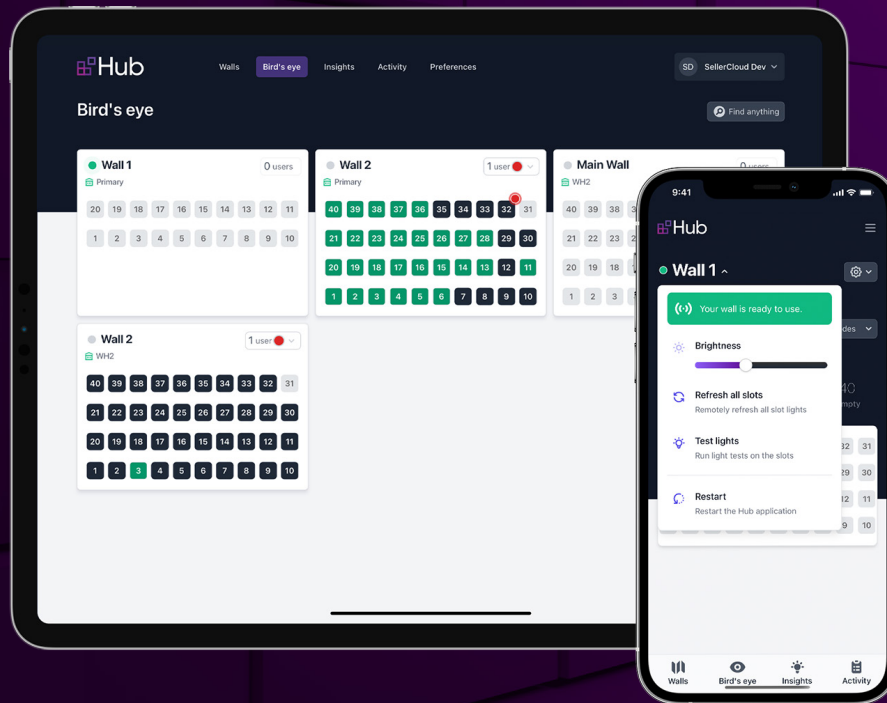 Hub
Walls Bird's eye Insights Activity Preferences
SD SellerCloud Dev
Bird's eye
Find anything
Wall 1
0 users
Primary
20 19 18 17 16 15 14 13 12 11
1 2 3 4 5 6 7 8 9 10
Wall 2
1 user
Primary
40 39 38 37 36 35 34 33 32 31
21 22 23 24 25 26 27 28 29 30
20 19 18 17 16 15 14 13 12 11
1 2 3 4 5 6 7 8 9 10
Main Wall
0 users
WH2
40 39 38
21 22 23
20 19 18
1 2 3
Wall 2
1 user
WH2
40 39 38 37 36 35 34 33 32 31
21 22 23 24 25 26 27 28 29 30
20 19 18 17 16 15 14 13 12 11
1 2 3 4 5 6 7 8 9 10
9:41
Hub
Wall 1
Your wall is ready to use.
des
Brightness
40
mpty
Refresh all slots
Remotely refresh all slot lights
Test lights
Run light tests on the slots
32 31
29 30
Restart
Restart the Hub application
12 11
9 10
Walls Bird's eye Insights Activity